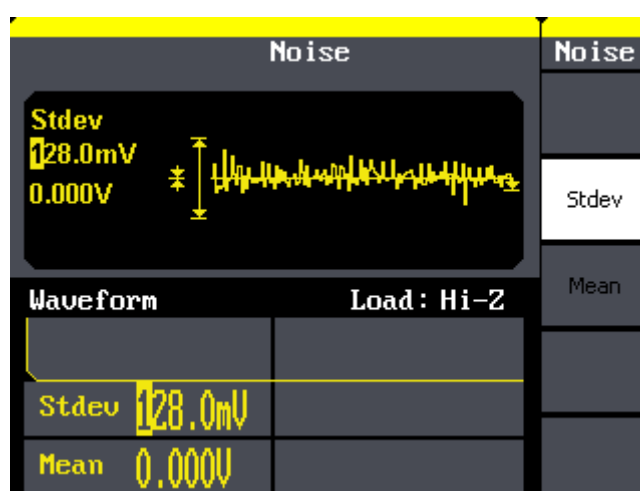 Noise
Noise
Stdev
128.0mV
0.000V
Stdev
Mean
Waveform Load: Hi-Z
Stdev 128.0mV
Mean 0.000V